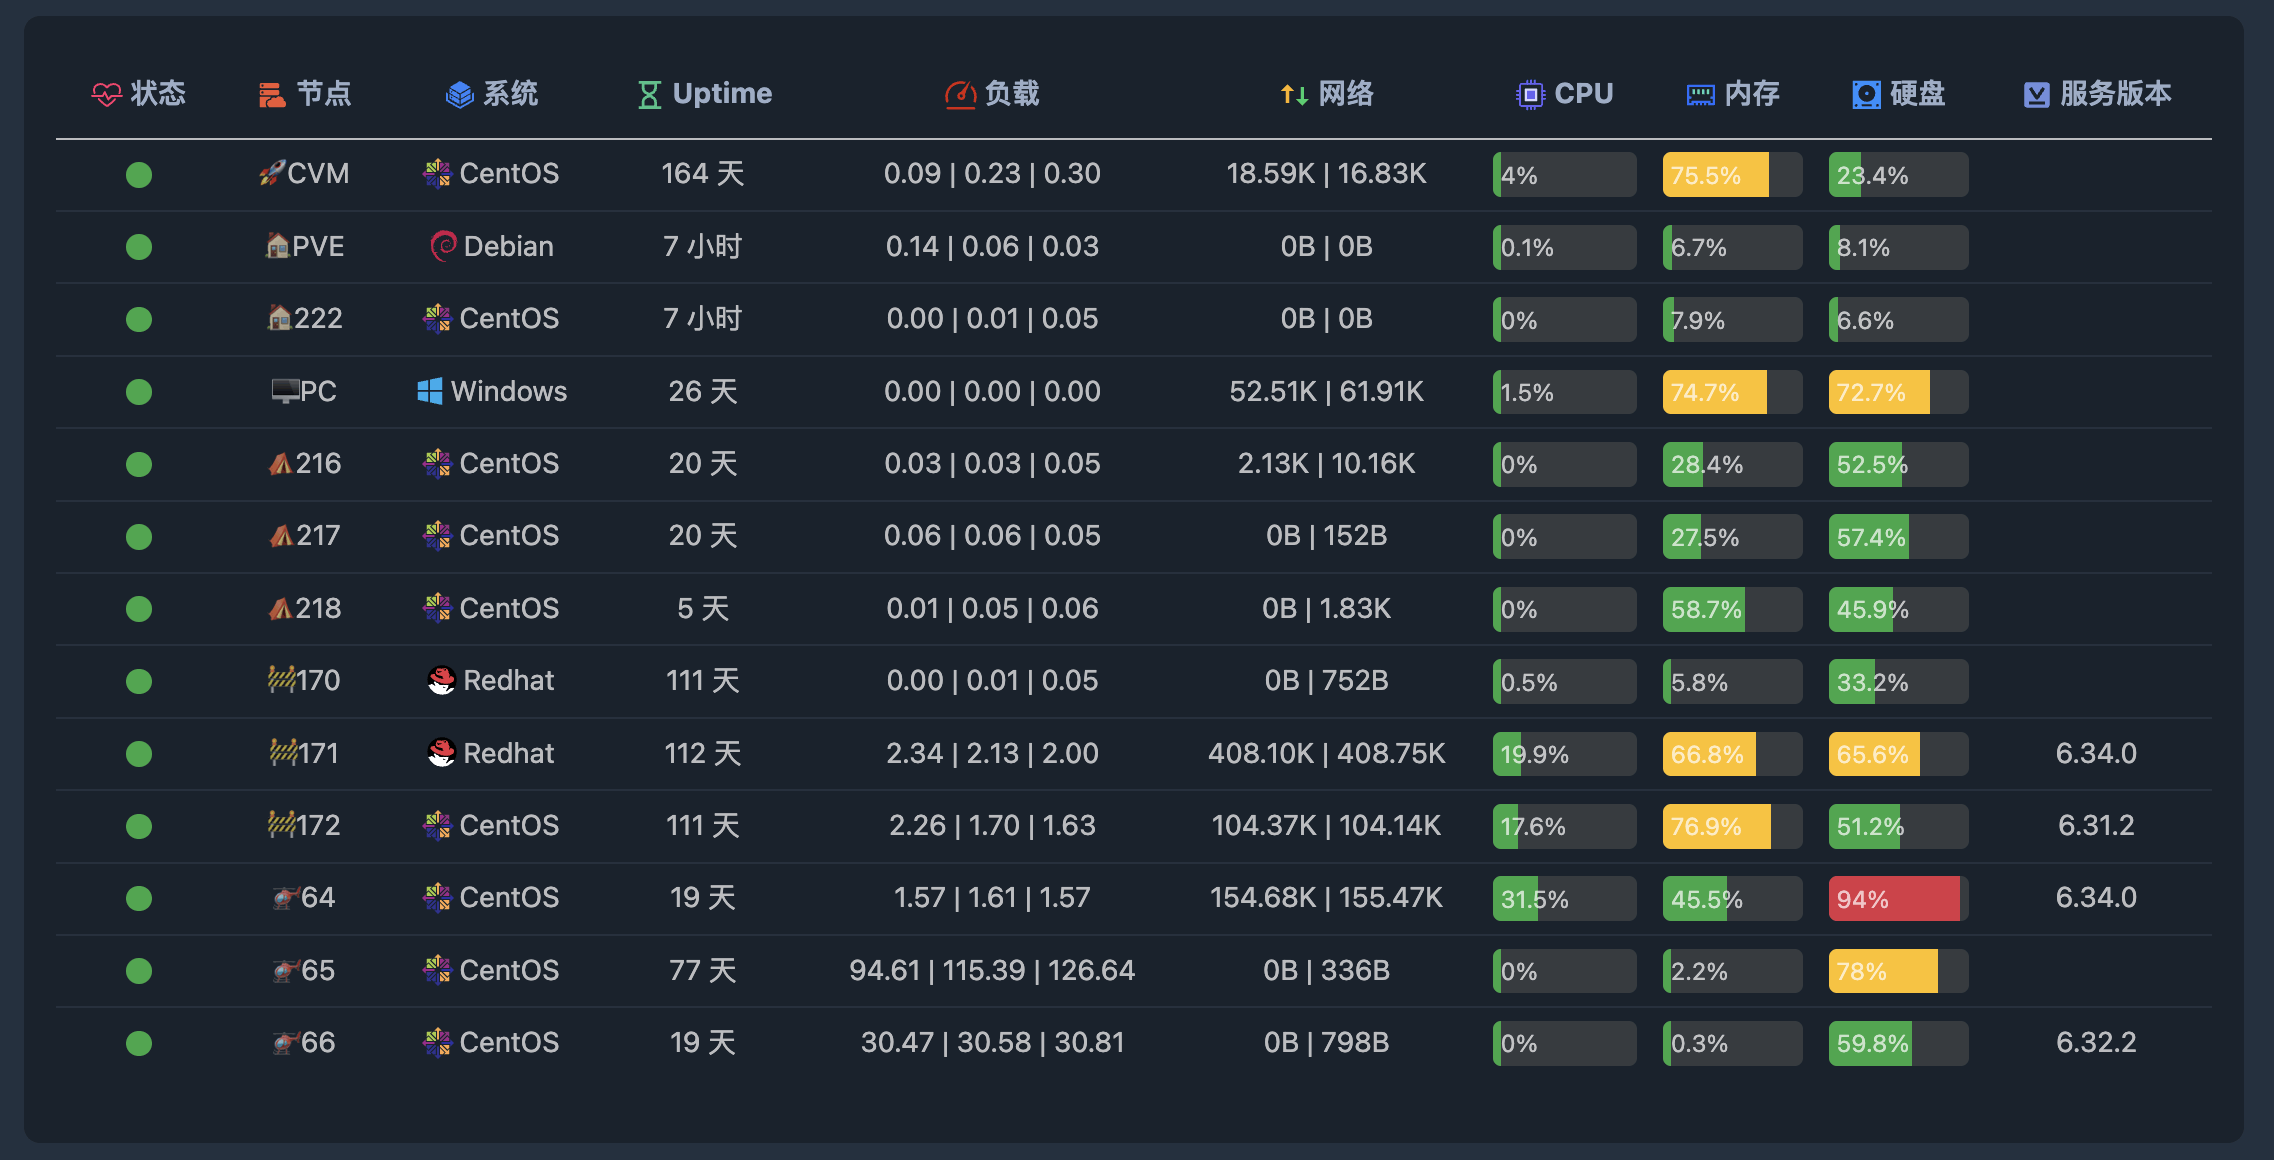 状态 节点 系统 Uptime 负载 网络 CPU 内存 硬盘 服务版本
CVM CentOS 164 天 0.09 | 0.23 | 0.30 18.59K | 16.83K 4% 75.5% 23.4%
PVE Debian 7 小时 0.14 | 0.06 | 0.03 0B | 0B 0.1% 6.7% 8.1%
222 CentOS 7 小时 0.00 | 0.01 | 0.05 0B | 0B 0% 7.9% 6.6%
PC Windows 26 天 0.00 | 0.00 | 0.00 52.51K | 61.91K 1.5% 74.7% 72.7%
216 CentOS 20 天 0.03 | 0.03 | 0.05 2.13K | 10.16K 0% 28.4% 52.5%
217 CentOS 20 天 0.06 | 0.06 | 0.05 0B | 152B 0% 27.5% 57.4%
218 CentOS 5 天 0.01 | 0.05 | 0.06 0B | 1.83K 0% 58.7% 45.9%
170 Redhat 111 天 0.00 | 0.01 | 0.05 0B | 752B 0.5% 5.8% 33.2%
171 Redhat 112 天 2.34 | 2.13 | 2.00 408.10K | 408.75K 19.9% 66.8% 65.6% 6.34.0
172 CentOS 111 天 2.26 | 1.70 | 1.63 104.37K | 104.14K 17.6% 76.9% 51.2% 6.31.2
64 CentOS 19 天 1.57 | 1.61 | 1.57 154.68K | 155.47K 31.5% 45.5% 94% 6.34.0
65 CentOS 77 天 94.61 | 115.39 | 126.64 0B | 336B 0% 2.2% 78%
66 CentOS 19 天 30.47 | 30.58 | 30.81 0B | 798B 0% 0.3% 59.8% 6.32.2